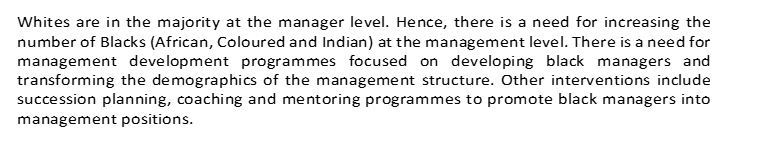 Whites are in the majority at the manager level. Hence, there is a need for increasing the
number of Blacks (African, Coloured and Indian) at the management level. There is a need for
management development programmes focused on developing black managers and
transforming the demographics of the management structure. Other interventions include
succession planning, coaching and mentoring programmes to promote black managers into
management positions.